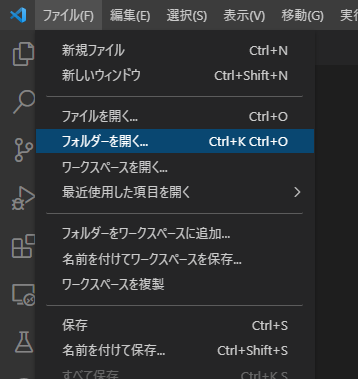 ファイル(F) 編集(E) 選択(S) 表示(V) 移動(G) 実行
新規ファイル Ctrl+N
新しいウィンドウ Ctrl+Shift+N
ファイルを開く... Ctrl+O
フォルダーを開く... Ctrl+K Ctrl+O
ワークスペースを開く...
最近使用した項目を開く
フォルダーをワークスペースに追加...
名前を付けてワークスペースを保存...
ワークスペースを複製
保存 Ctrl+S
名前を付けて保存... Ctrl+Shift+S
すべて保存 Ctrl+K S